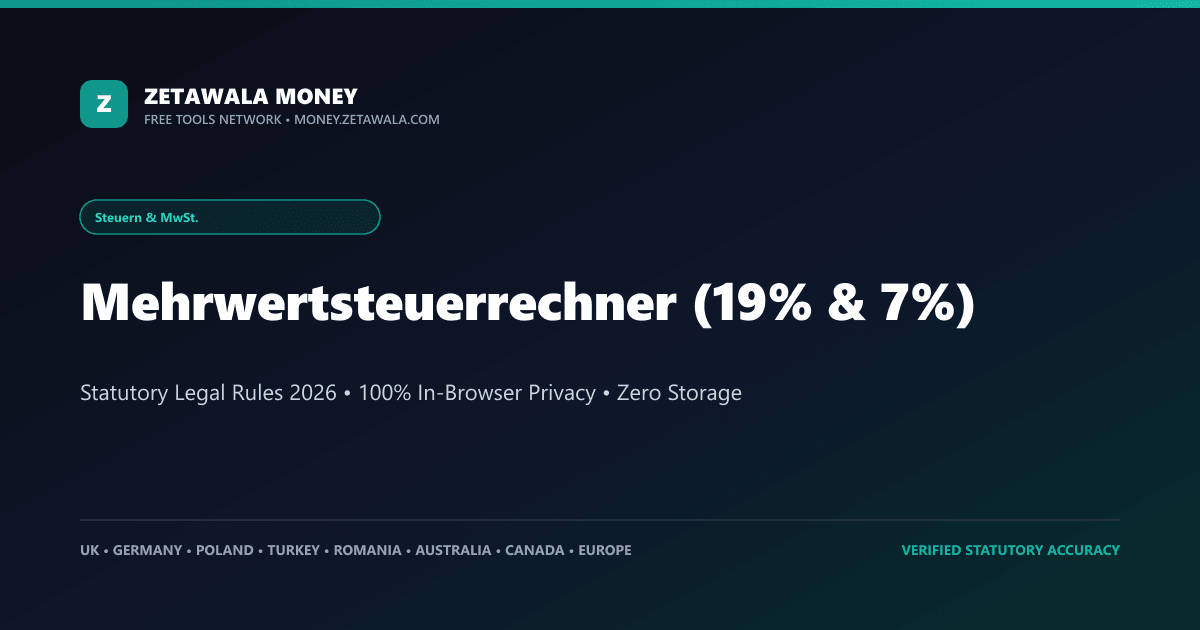 Z
ZETAWALA MONEY
FREE TOOLS NETWORK • MONEY.ZETAWALA.COM
Steuern & MwSt.
Mehrwertsteuerrechner (19% & 7%)
Statutory Legal Rules 2026 • 100% In-Browser Privacy • Zero Storage
UK • GERMANY • POLAND • TURKEY • ROMANIA • AUSTRALIA • CANADA • EUROPE
VERIFIED STATUTORY ACCURACY